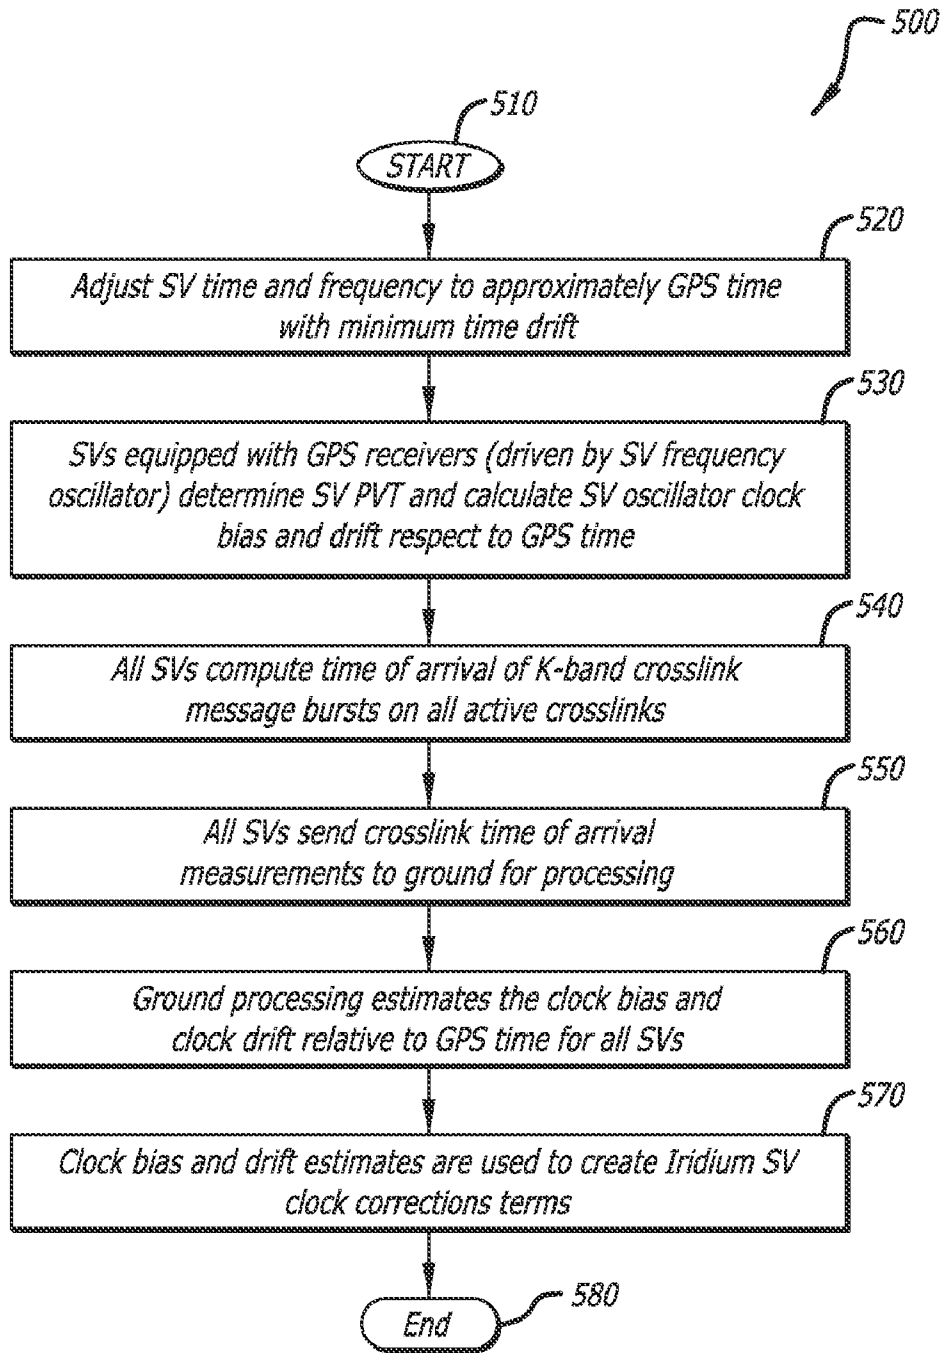 500
510
START
520
Adjust SV time and frequency to approximately GPS time
with minimum time drift
530
SVs equipped with GPS receivers (driven by SV frequency
oscillator) determine SV PVT and calculate SV oscillator clock
bias and drift respect to GPS time
540
All SVs compute time of arrival of K-band crosslink
message bursts on all active crosslinks
550
All SVs send crosslink time of arrival
measurements to ground for processing
560
Ground processing estimates the clock bias and
clock drift relative to GPS time for all SVs
570
Clock bias and drift estimates are used to create Iridium SV
clock corrections terms
580
End